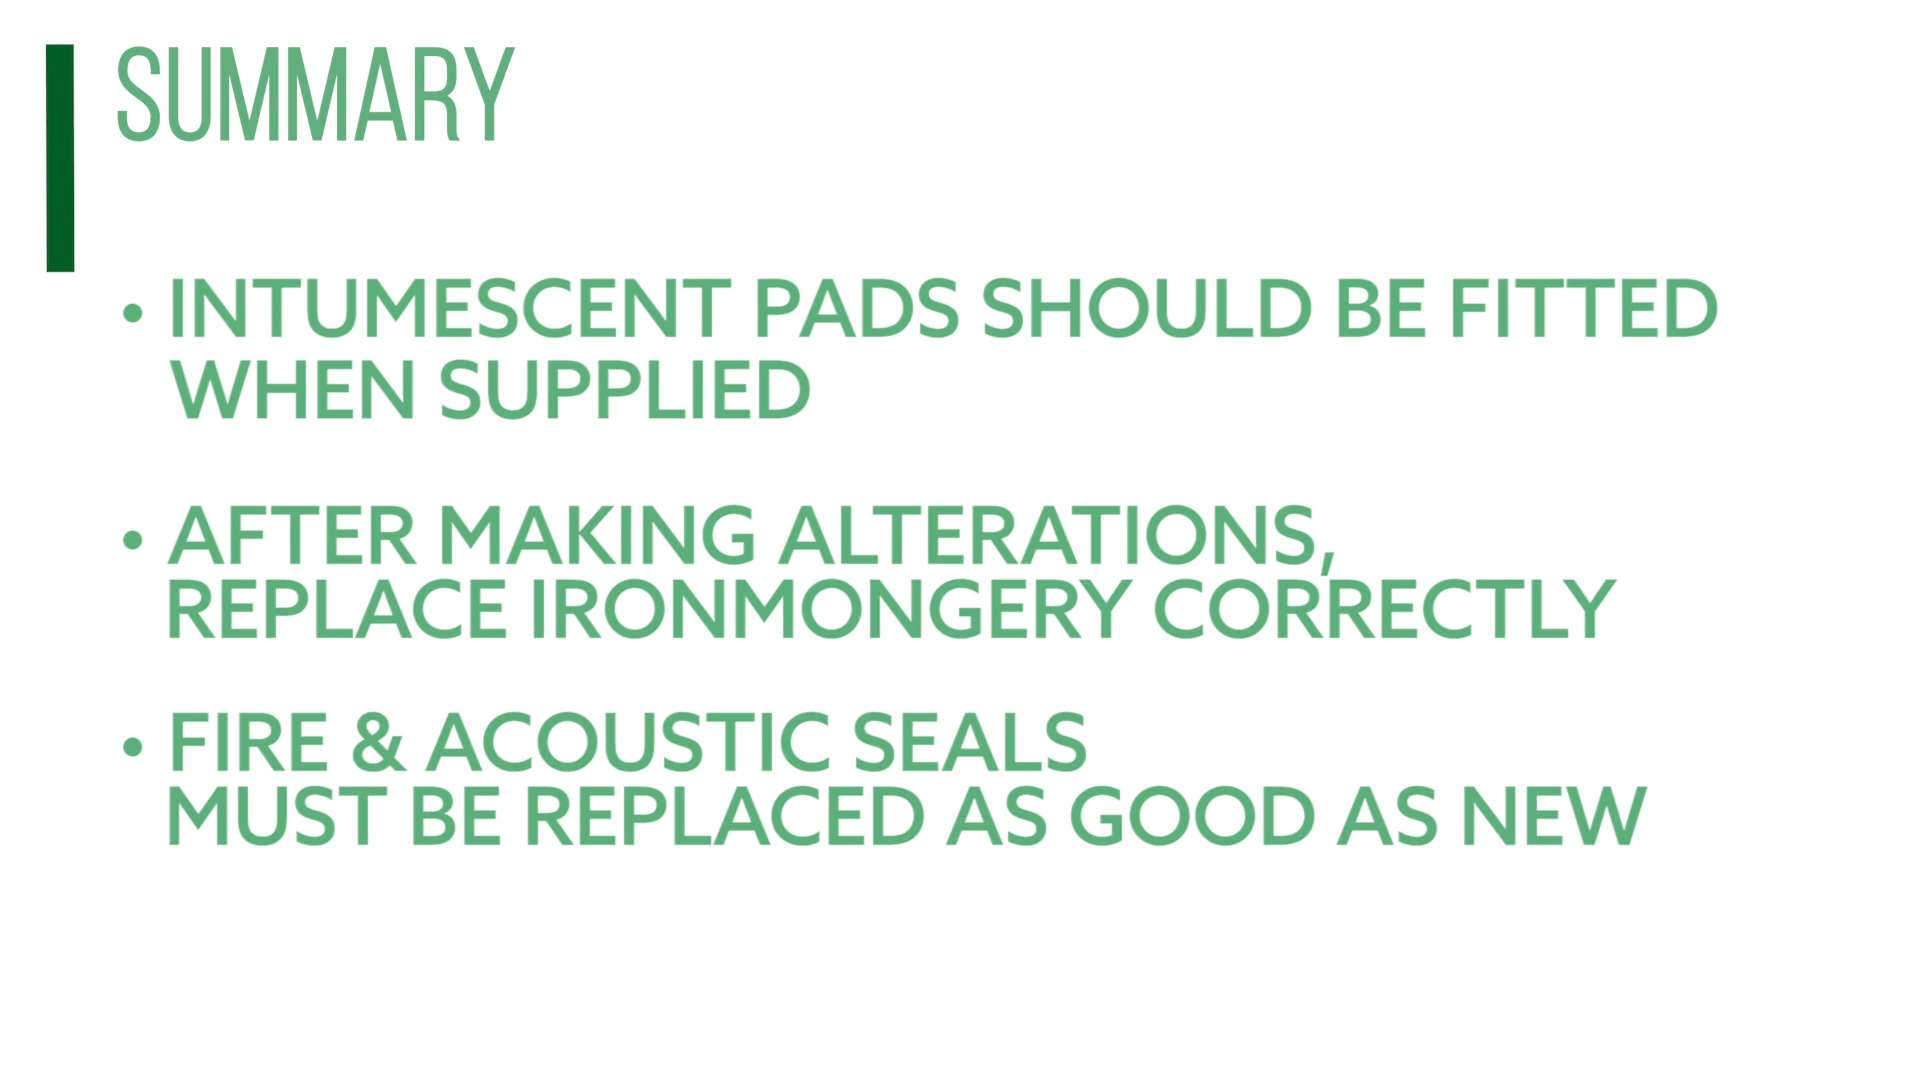 SUMMARY
• INTUMESCENT PADS SHOULD BE FITTED
WHEN SUPPLIED
• AFTER MAKING ALTERATIONS,
REPLACE IRONMONGERY CORRECTLY
• FIRE & ACOUSTIC SEALS
MUST BE REPLACED AS GOOD AS NEW